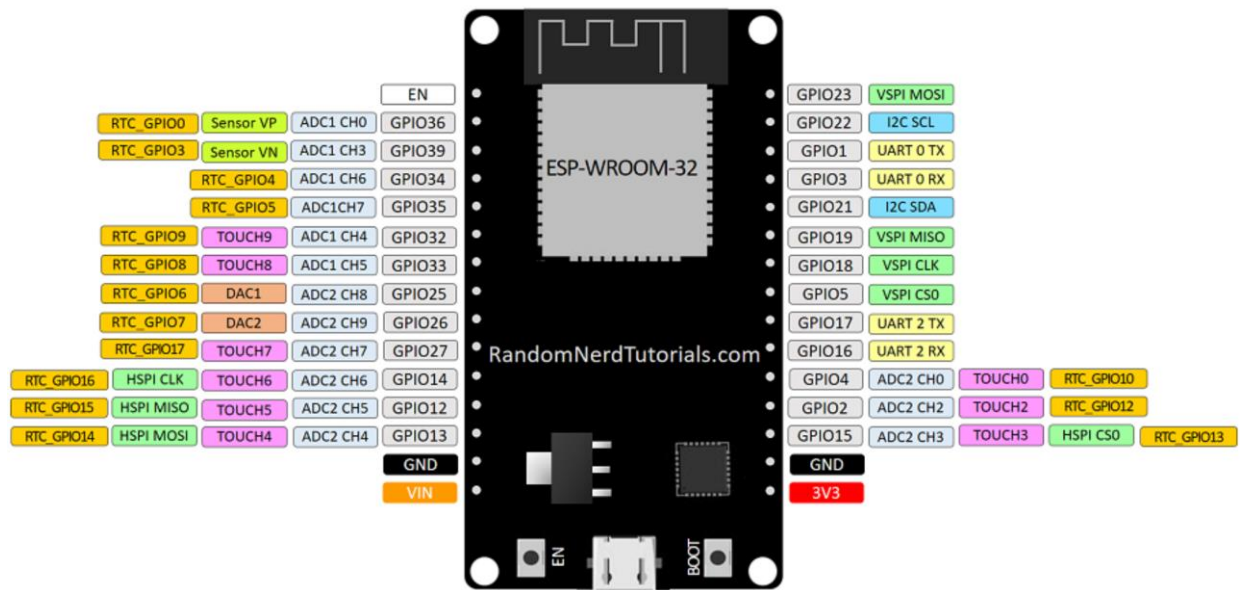 EN GPIO23 VSPI MOSI
RTC_GPIO0 Sensor VP ADC1 CH0 GPIO36 GPIO22 I2C SCL
RTC_GPIO3 Sensor VN ADC1 CH3 GPIO39 GPIO1 UART 0 TX
ESP-WROOM-32
RTC_GPIO4 ADC1 CH6 GPIO34 GPIO3 UART 0 RX
RTC_GPIO5 ADC1CH7 GPIO35 GPIO21 I2C SDA
RTC_GPIO9 TOUCH9 ADC1 CH4 GPIO32 GPIO19 VSPI MISO
RTC_GPIO8 TOUCH8 ADC1 CH5 GPIO33 GPIO18 VSPI CLK
RTC_GPIO6 DAC1 ADC2 CH8 GPIO25 GPIO5 VSPI CS0
RTC_GPIO7 DAC2 ADC2 CH9 GPIO26 GPIO17 UART 2 TX
RTC_GPIO17 TOUCH7 ADC2 CH7 GPIO27 RandomNerdTutorials.com GPIO16 UART 2 RX
RTC_GPIO16 HSPI CLK TOUCH6 ADC2 CH6 GPIO14 GPIO4 ADC2 CH0 TOUCH0 RTC_GPIO10
RTC_GPIO15 HSPI MISO TOUCH5 ADC2 CH5 GPIO12 GPIO2 ADC2 CH2 TOUCH2 RTC_GPIO12
RTC_GPIO14 HSPI MOSI TOUCH4 ADC2 CH4 GPIO13 GPIO15 ADC2 CH3 TOUCH3 HSPI CS0 RTC_GPIO13
GND GND
VIN 3V3
EN BOOT